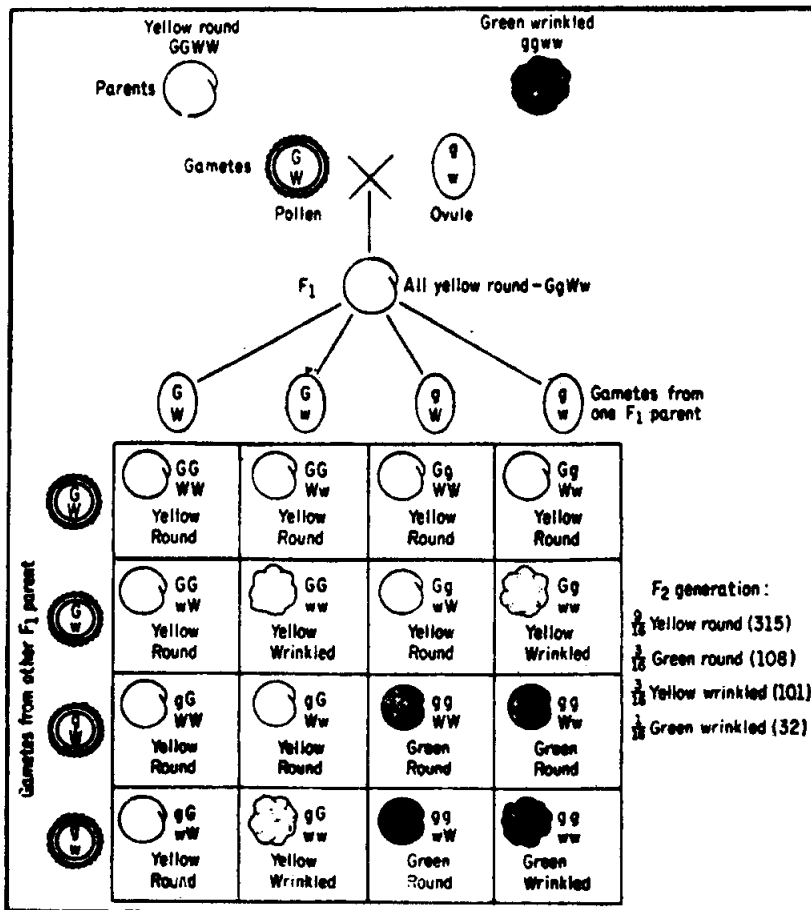 Yellow round
GGWW
Green wrinkled
ggww
Parents
Gametes
G
W
g
w
Pollen
Ovule
F1
All yellow round-GgWw
G
W
G
w
g
W
g
w
Gametes from
one F1 parent
Gametes from other F1 parent
G
W
GG
WW
Yellow
Round
GG
Ww
Yellow
Round
Gg
WW
Yellow
Round
Gg
Ww
Yellow
Round
G
w
GG
wW
Yellow
Round
GG
ww
Yellow
Wrinkled
Gg
wW
Yellow
Round
Gg
ww
Yellow
Wrinkled
g
W
gG
WW
Yellow
Round
gG
Ww
Yellow
Round
gg
WW
Green
Round
gg
Ww
Green
Round
g
w
gG
wW
Yellow
Round
gG
ww
Yellow
Wrinkled
gg
wW
Green
Round
gg
ww
Green
Wrinkled
F2 generation:
9/16 Yellow round (315)
3/16 Green round (108)
3/16 Yellow wrinkled (101)
1/16 Green wrinkled (32)